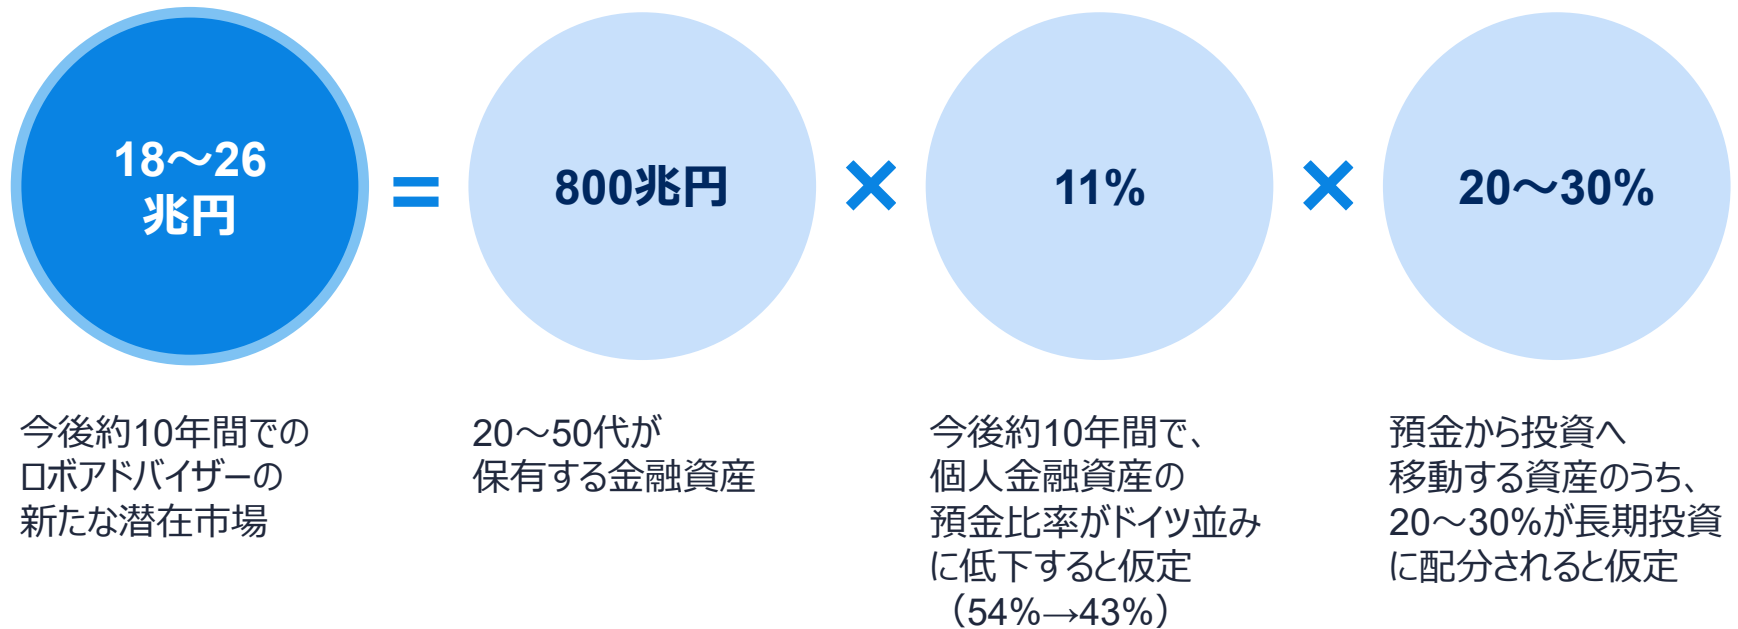 18～26
兆円
=
800兆円
×
11%
×
20～30%
今後約10年間での
ロボアドバイザーの
新たな潜在市場
20～50代が
保有する金融資産
今後約10年間で、
個人金融資産の
預金比率がドイツ並み
に低下すると仮定
（54%→43%）
預金から投資へ
移動する資産のうち、
20～30%が長期投資
に配分されると仮定